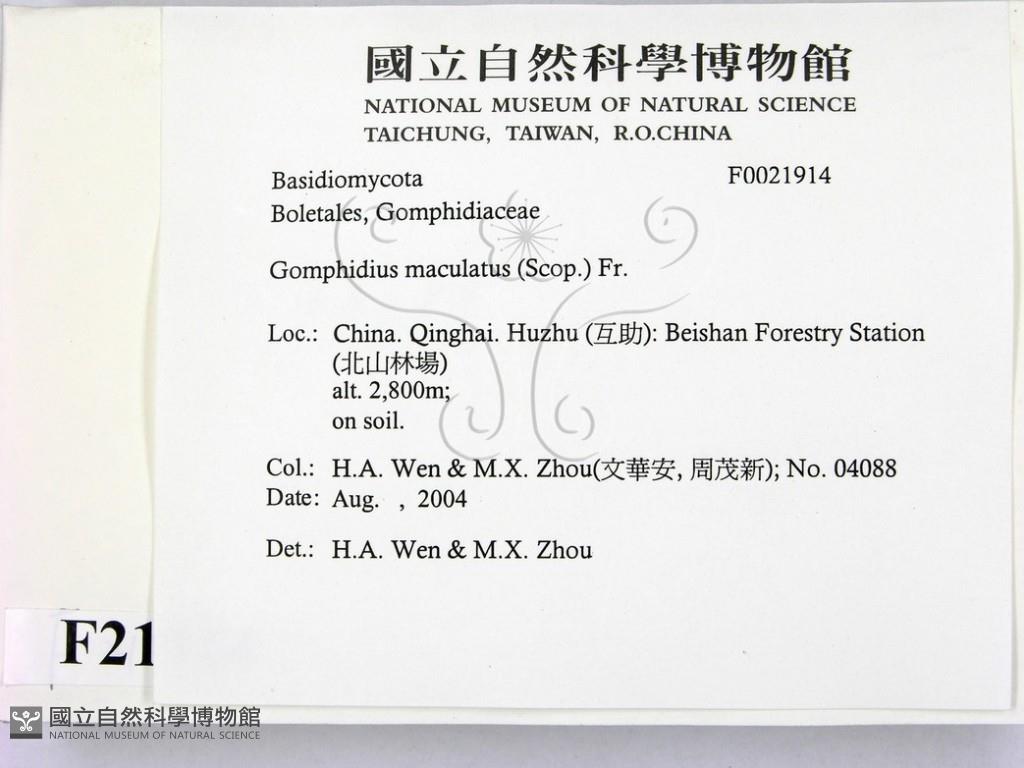 國立自然科學博物館
NATIONAL MUSEUM OF NATURAL SCIENCE
TAICHUNG, TAIWAN, R.O.CHINA
Basidiomycota F0021914
Boletales, Gomphidiaceae
Gomphidius maculatus (Scop.) Fr.
Loc.: China. Qinghai. Huzhu (互助): Beishan Forestry Station
(北山林場)
alt. 2,800m;
on soil.
Col.: H.A. Wen & M.X. Zhou(文華安, 周茂新); No. 04088
Date: Aug. , 2004
Det.: H.A. Wen & M.X. Zhou
F21
國立自然科學博物館
NATIONAL MUSEUM OF NATURAL SCIENCE